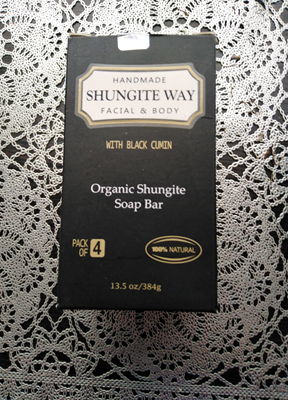 HANDMADE
SHUNGITE WAY
FACIAL & BODY
WITH BLACK CUMIN
Organic Shungite
Soap Bar
PACK
OF 4
100% NATURAL
13.5 oz/384g